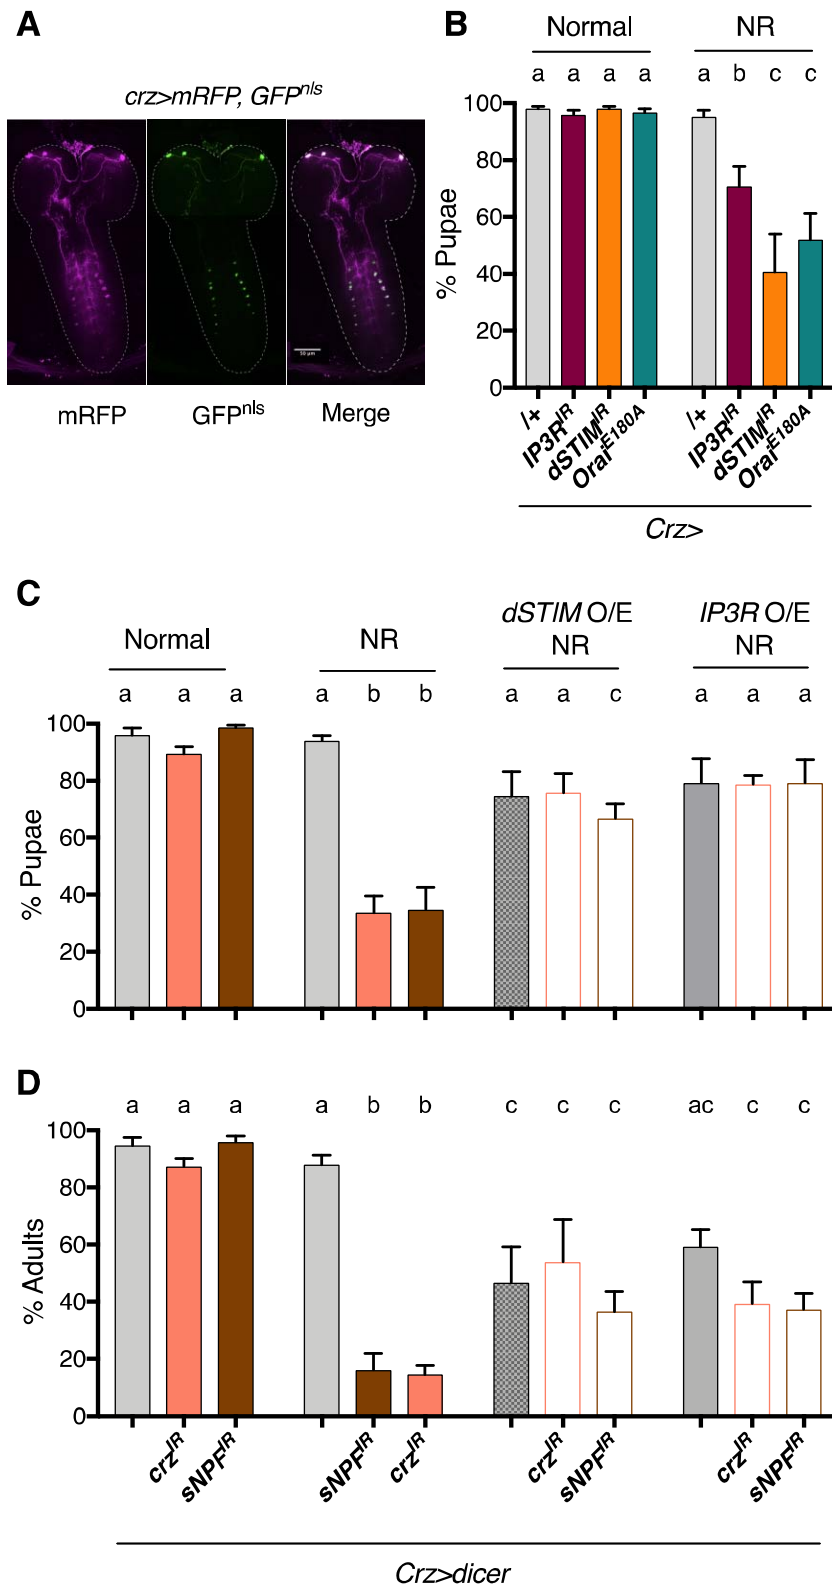 A
crz>mRFP, GFPnls
50 µm
mRFP GFPnls Merge
B
Normal NR
a a a a a b c c
100
80
60
40
20
0
% Pupae
/+ IP3RIR dSTIMIR OraiE180A /+ IP3RIR dSTIMIR OraiE180A
Crz>
C
Normal NR dSTIM O/E NR IP3R O/E NR
a a a a b b a a c a a a
100
80
60
40
20
0
% Pupae
D
a a a a b b c c c ac c c
100
80
60
40
20
0
% Adults
crzIR sNPFIR sNPFIR crzIR crzIR sNPFIR crzIR sNPFIR
Crz>dicer